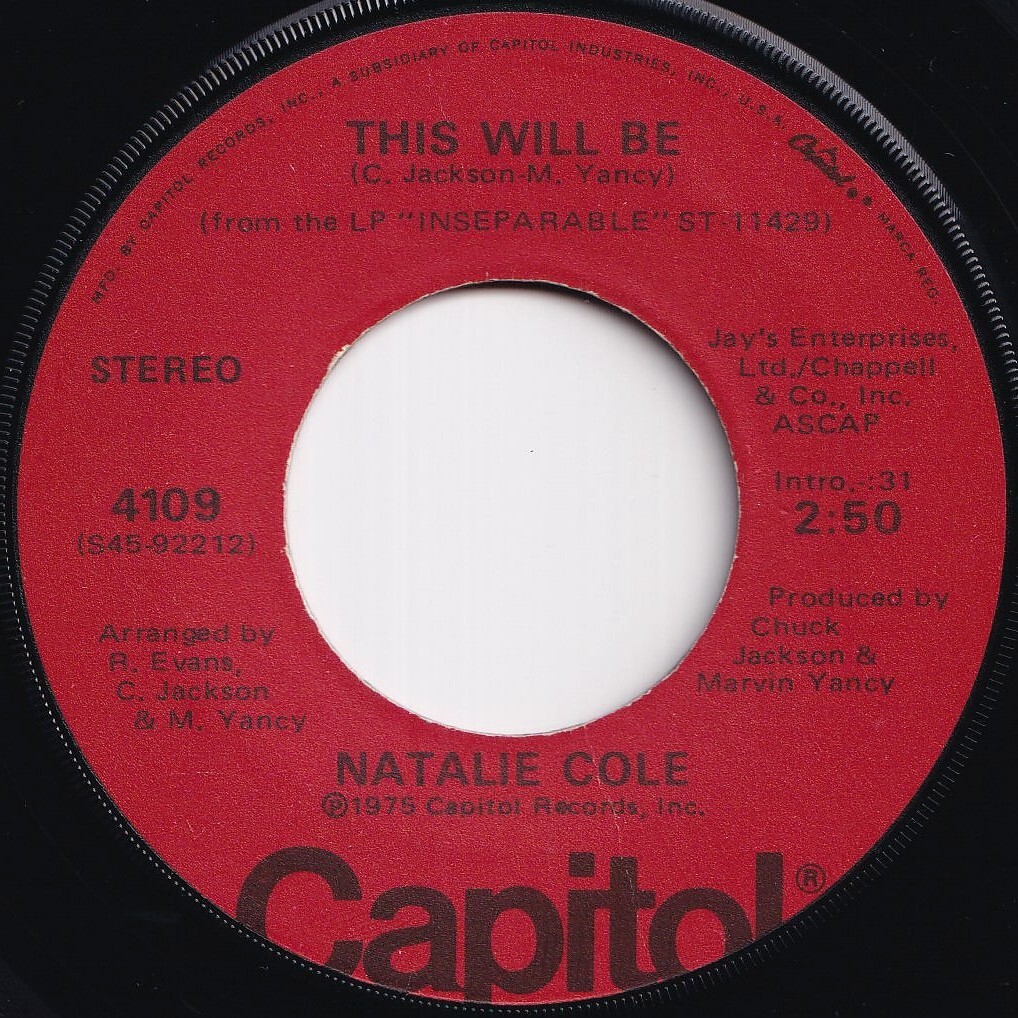 MFD. BY CAPITOL RECORDS, INC., A SUBSIDIARY OF CAPITOL INDUSTRIES, INC., U.S.A. Capitol ® MARCA REG.
THIS WILL BE
(C. Jackson-M. Yancy)
(from the LP "INSEPARABLE" ST-11429)
STEREO
Jay's Enterprises,
Ltd./Chappell
& Co., Inc.
ASCAP
4109
(S45-92212)
Intro.-:31
2:50
Arranged by
R. Evans,
C. Jackson
& M. Yancy
Produced by
Chuck
Jackson &
Marvin Yancy
NATALIE COLE
Ⓟ1975 Capitol Records, Inc.
Capitol®